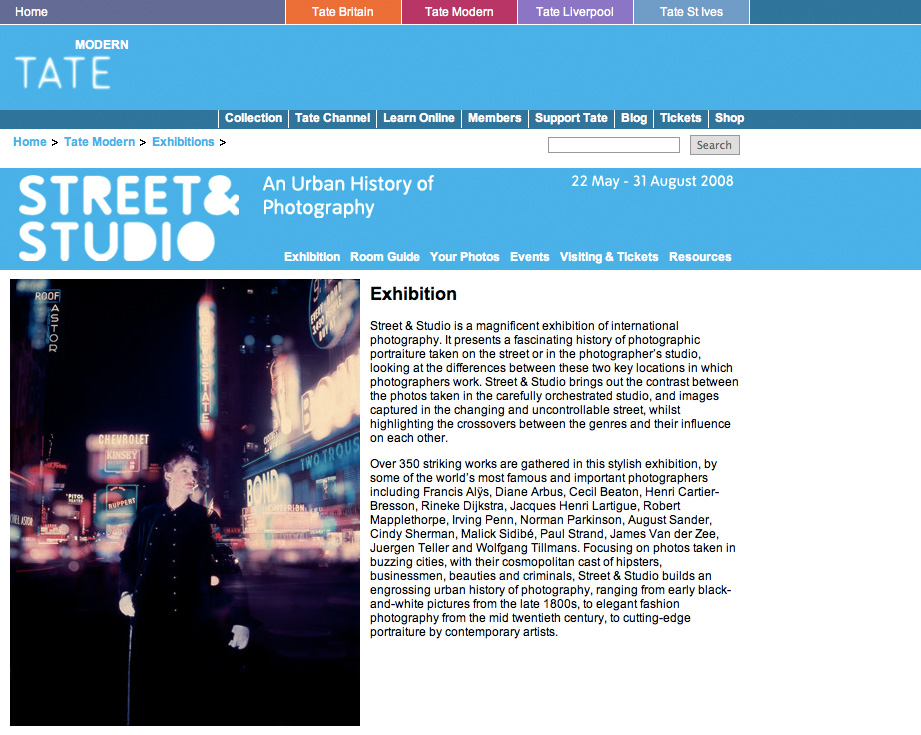 Home
Tate Britain
Tate Modern
Tate Liverpool
Tate St Ives
MODERN
TATE
Collection
Tate Channel
Learn Online
Members
Support Tate
Blog
Tickets
Shop
Home > Tate Modern > Exhibitions >
Search
STREET&
STUDIO
An Urban History of
Photography
22 May - 31 August 2008
Exhibition
Room Guide
Your Photos
Events
Visiting & Tickets
Resources
ROOF
ASTOR
BOND'S
STATE
CHEVROLET
KINSEY
CAPITOL
RUPPERT
HOTEL ASTOR
BOND
CRITERION
TWO TROUS
BOND
Exhibition
Street & Studio is a magnificent exhibition of international
photography. It presents a fascinating history of photographic
portraiture taken on the street or in the photographer's studio,
looking at the differences between these two key locations in which
photographers work. Street & Studio brings out the contrast between
the photos taken in the carefully orchestrated studio, and images
captured in the changing and uncontrollable street, whilst
highlighting the crossovers between the genres and their influence
on each other.
Over 350 striking works are gathered in this stylish exhibition, by
some of the world's most famous and important photographers
including Francis Alÿs, Diane Arbus, Cecil Beaton, Henri Cartier-
Bresson, Rineke Dijkstra, Jacques Henri Lartigue, Robert
Mapplethorpe, Irving Penn, Norman Parkinson, August Sander,
Cindy Sherman, Malick Sidibé, Paul Strand, James Van der Zee,
Juergen Teller and Wolfgang Tillmans. Focusing on photos taken in
buzzing cities, with their cosmopolitan cast of hipsters,
businessmen, beauties and criminals, Street & Studio builds an
engrossing urban history of photography, ranging from early black-
and-white pictures from the late 1800s, to elegant fashion
photography from the mid twentieth century, to cutting-edge
portraiture by contemporary artists.